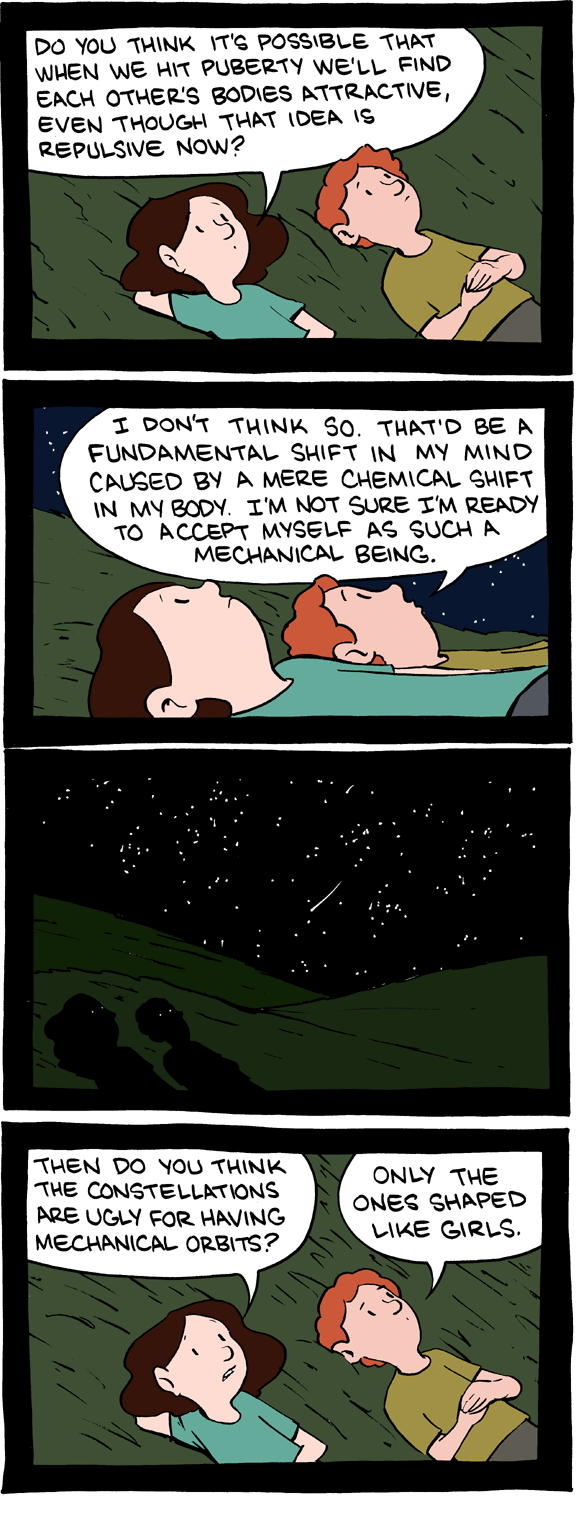 DO YOU THINK IT'S POSSIBLE THAT
WHEN WE HIT PUBERTY WE'LL FIND
EACH OTHER'S BODIES ATTRACTIVE,
EVEN THOUGH THAT IDEA IS
REPULSIVE NOW?
I DON'T THINK SO. THAT'D BE A
FUNDAMENTAL SHIFT IN MY MIND
CAUSED BY A MERE CHEMICAL SHIFT
IN MY BODY. I'M NOT SURE I'M READY
TO ACCEPT MYSELF AS SUCH A
MECHANICAL BEING.
THEN DO YOU THINK
THE CONSTELLATIONS
ARE UGLY FOR HAVING
MECHANICAL ORBITS?
ONLY THE
ONES SHAPED
LIKE GIRLS.